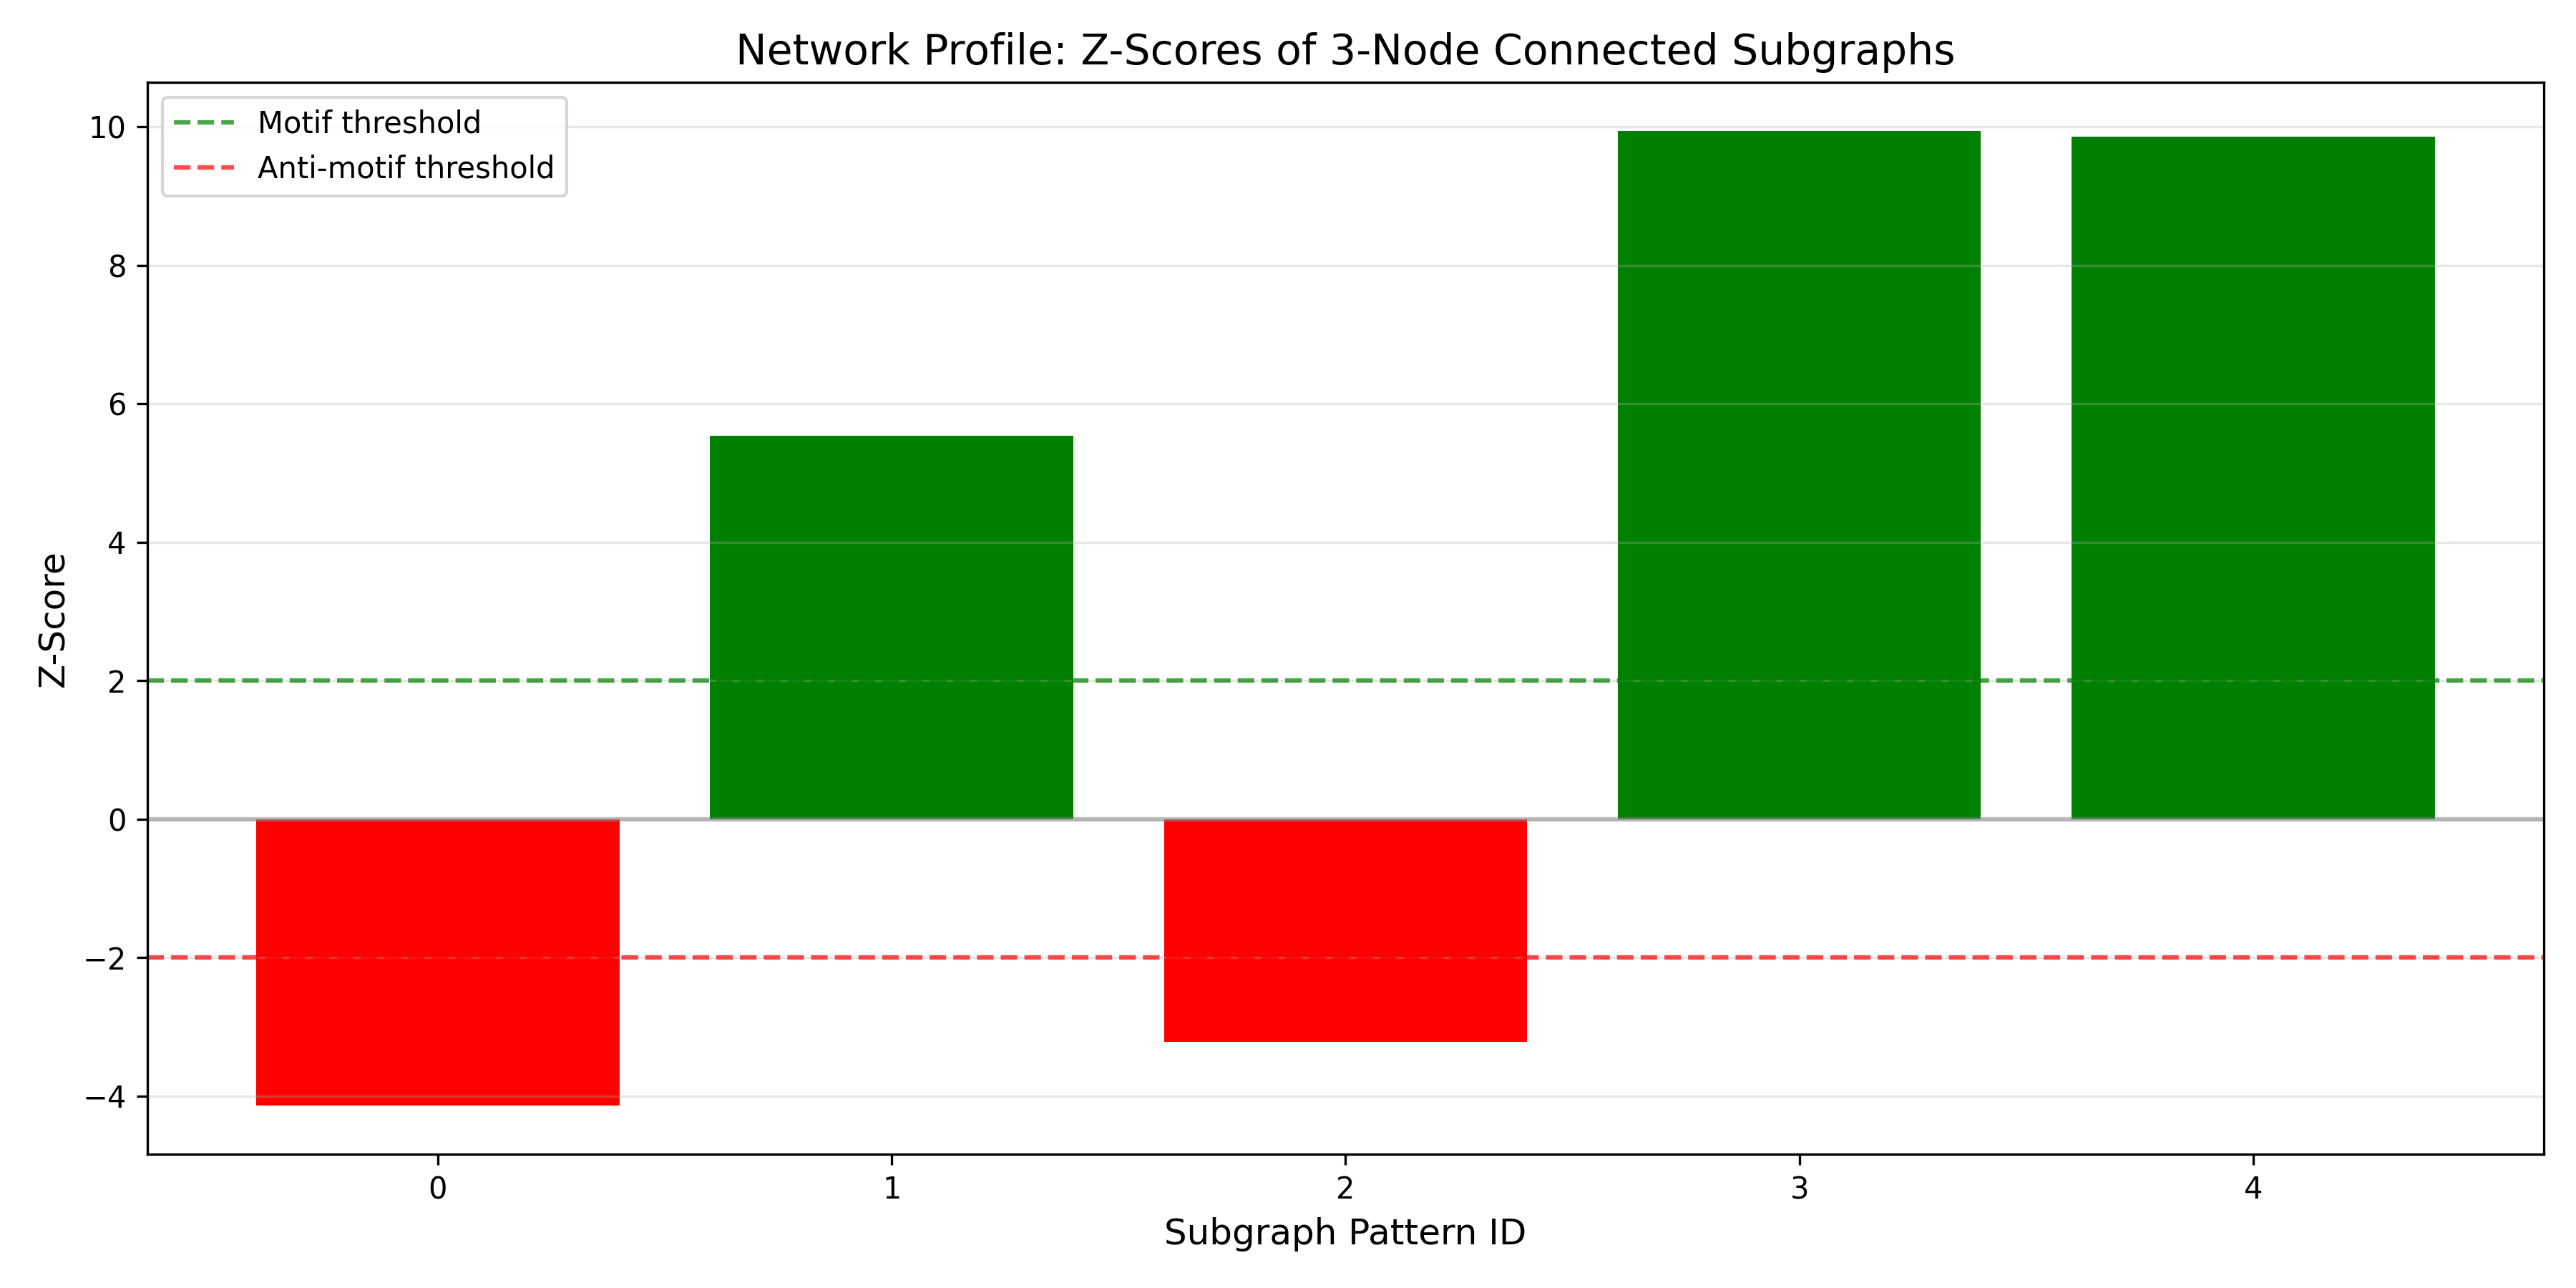 Network Profile: Z-Scores of 3-Node Connected Subgraphs
Motif threshold
Anti-motif threshold
10
8
6
4
2
0
−2
−4
Z-Score
0 1 2 3 4
Subgraph Pattern ID